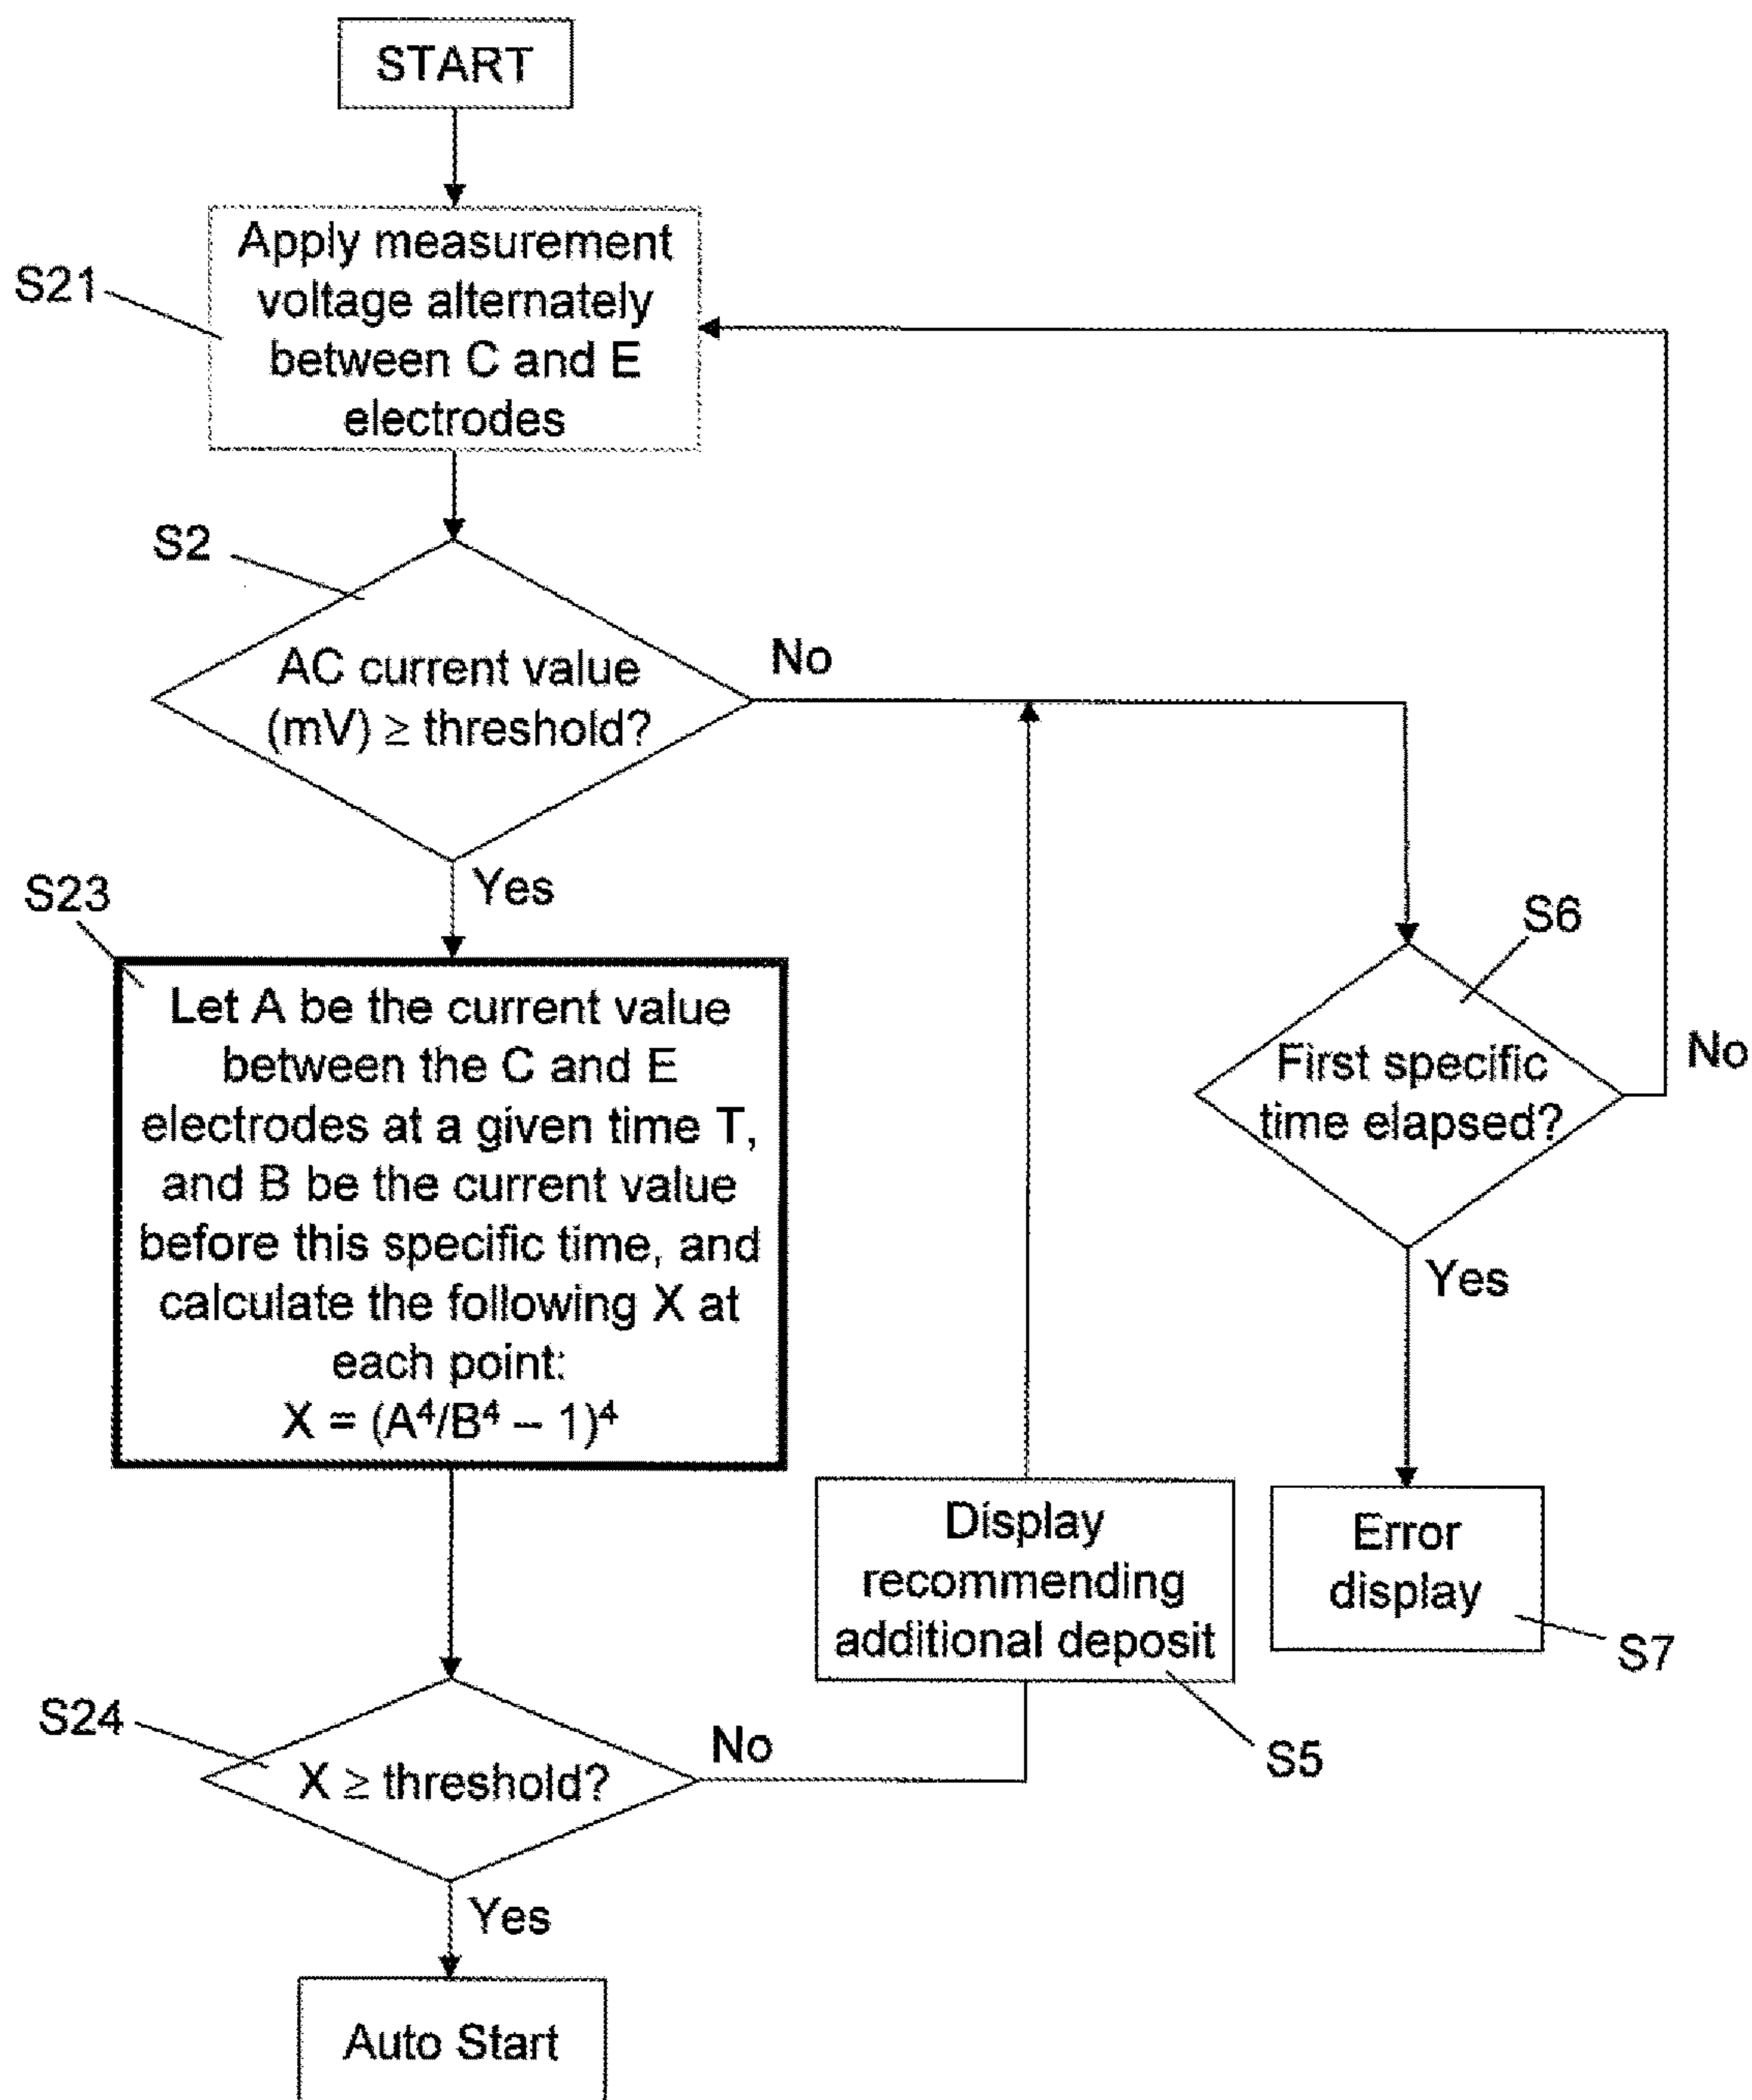 START
S21
Apply measurement
voltage alternately
between C and E
electrodes
S2
AC current value
(mV) ≥ threshold?
No
Yes
S23
Let A be the current value
between the C and E
electrodes at a given time T,
and B be the current value
before this specific time, and
calculate the following X at
each point:
X = (A⁴/B⁴ – 1)⁴
S6
First specific
time elapsed?
No
Yes
Error
display
S7
Display
recommending
additional deposit
S5
S24
X ≥ threshold?
No
Yes
Auto Start